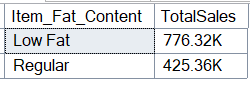 Item_Fat_Content TotalSales
Low Fat 776.32K
Regular 425.36K